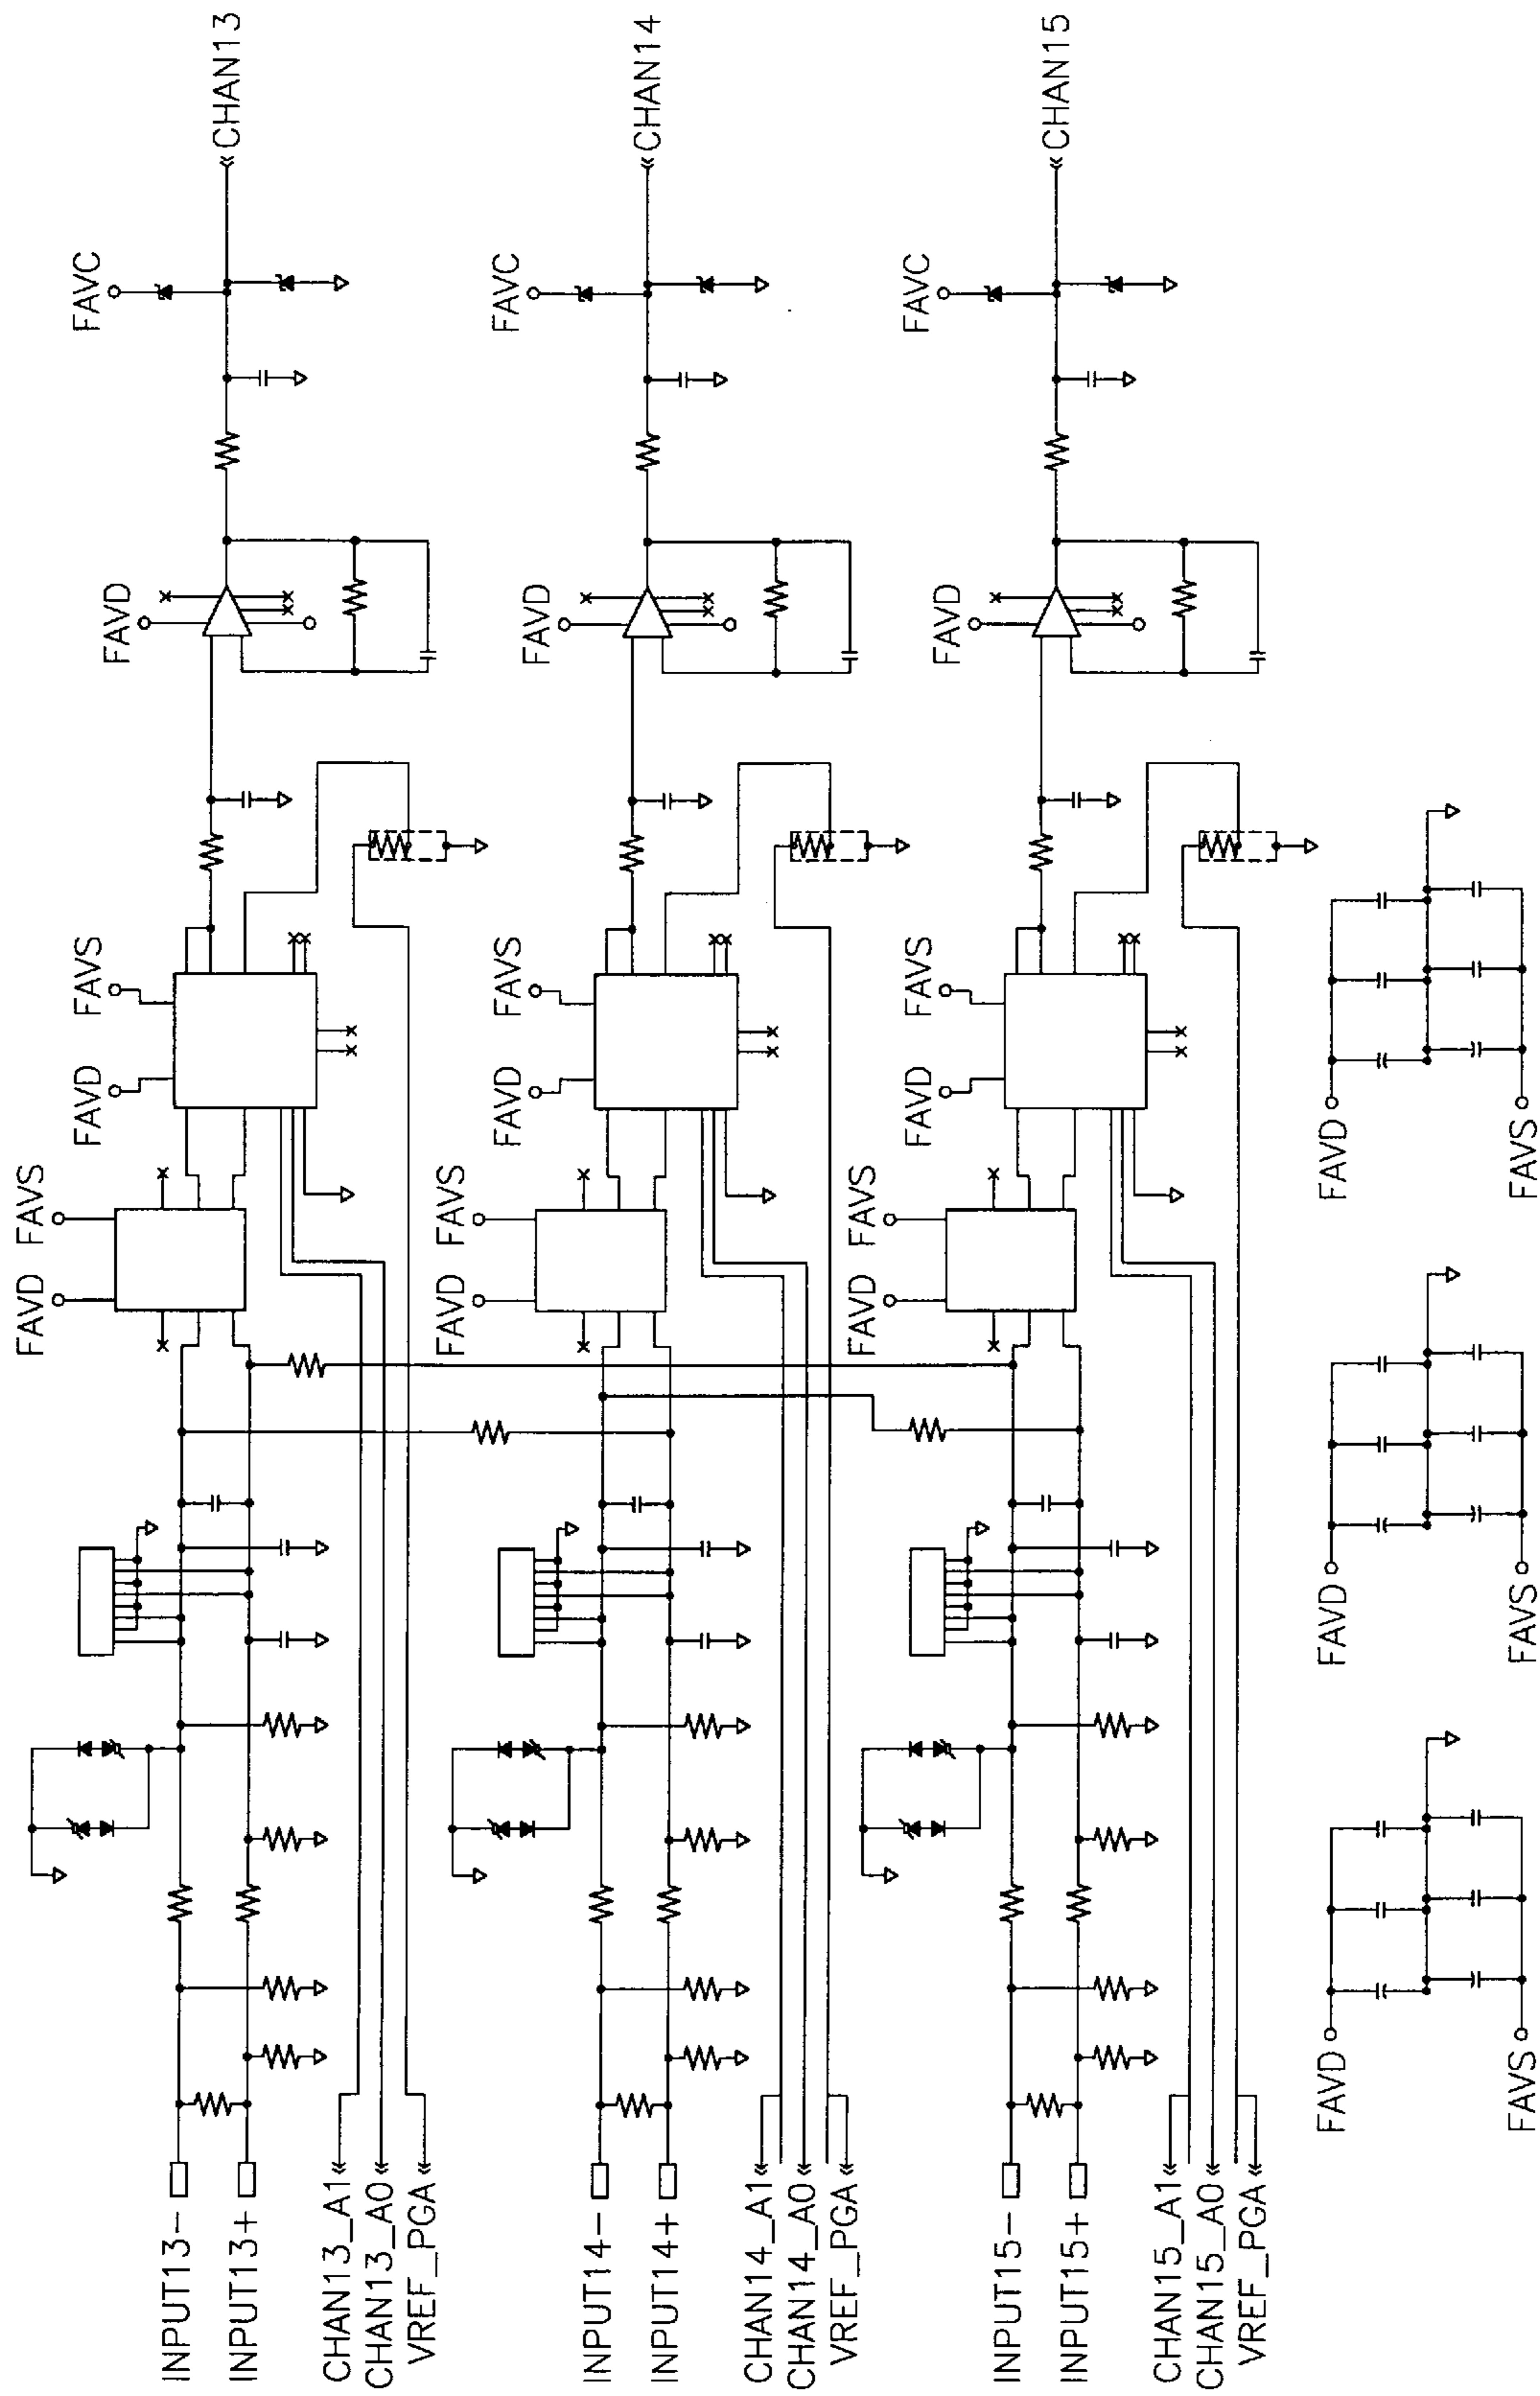 FAVC
CHAN13
FAVD
FAVD
FAVS
FAVD
FAVS
INPUT13-
INPUT13+
CHAN13_A1
CHAN13_A0
VREF_PGA
FAVC
CHAN14
FAVD
FAVD
FAVS
FAVD
FAVS
INPUT14-
INPUT14+
CHAN14_A1
CHAN14_A0
VREF_PGA
FAVC
CHAN15
FAVD
FAVD
FAVS
FAVD
FAVS
INPUT15-
INPUT15+
CHAN15_A1
CHAN15_A0
VREF_PGA
FAVD
FAVS
FAVD
FAVS
FAVD
FAVS